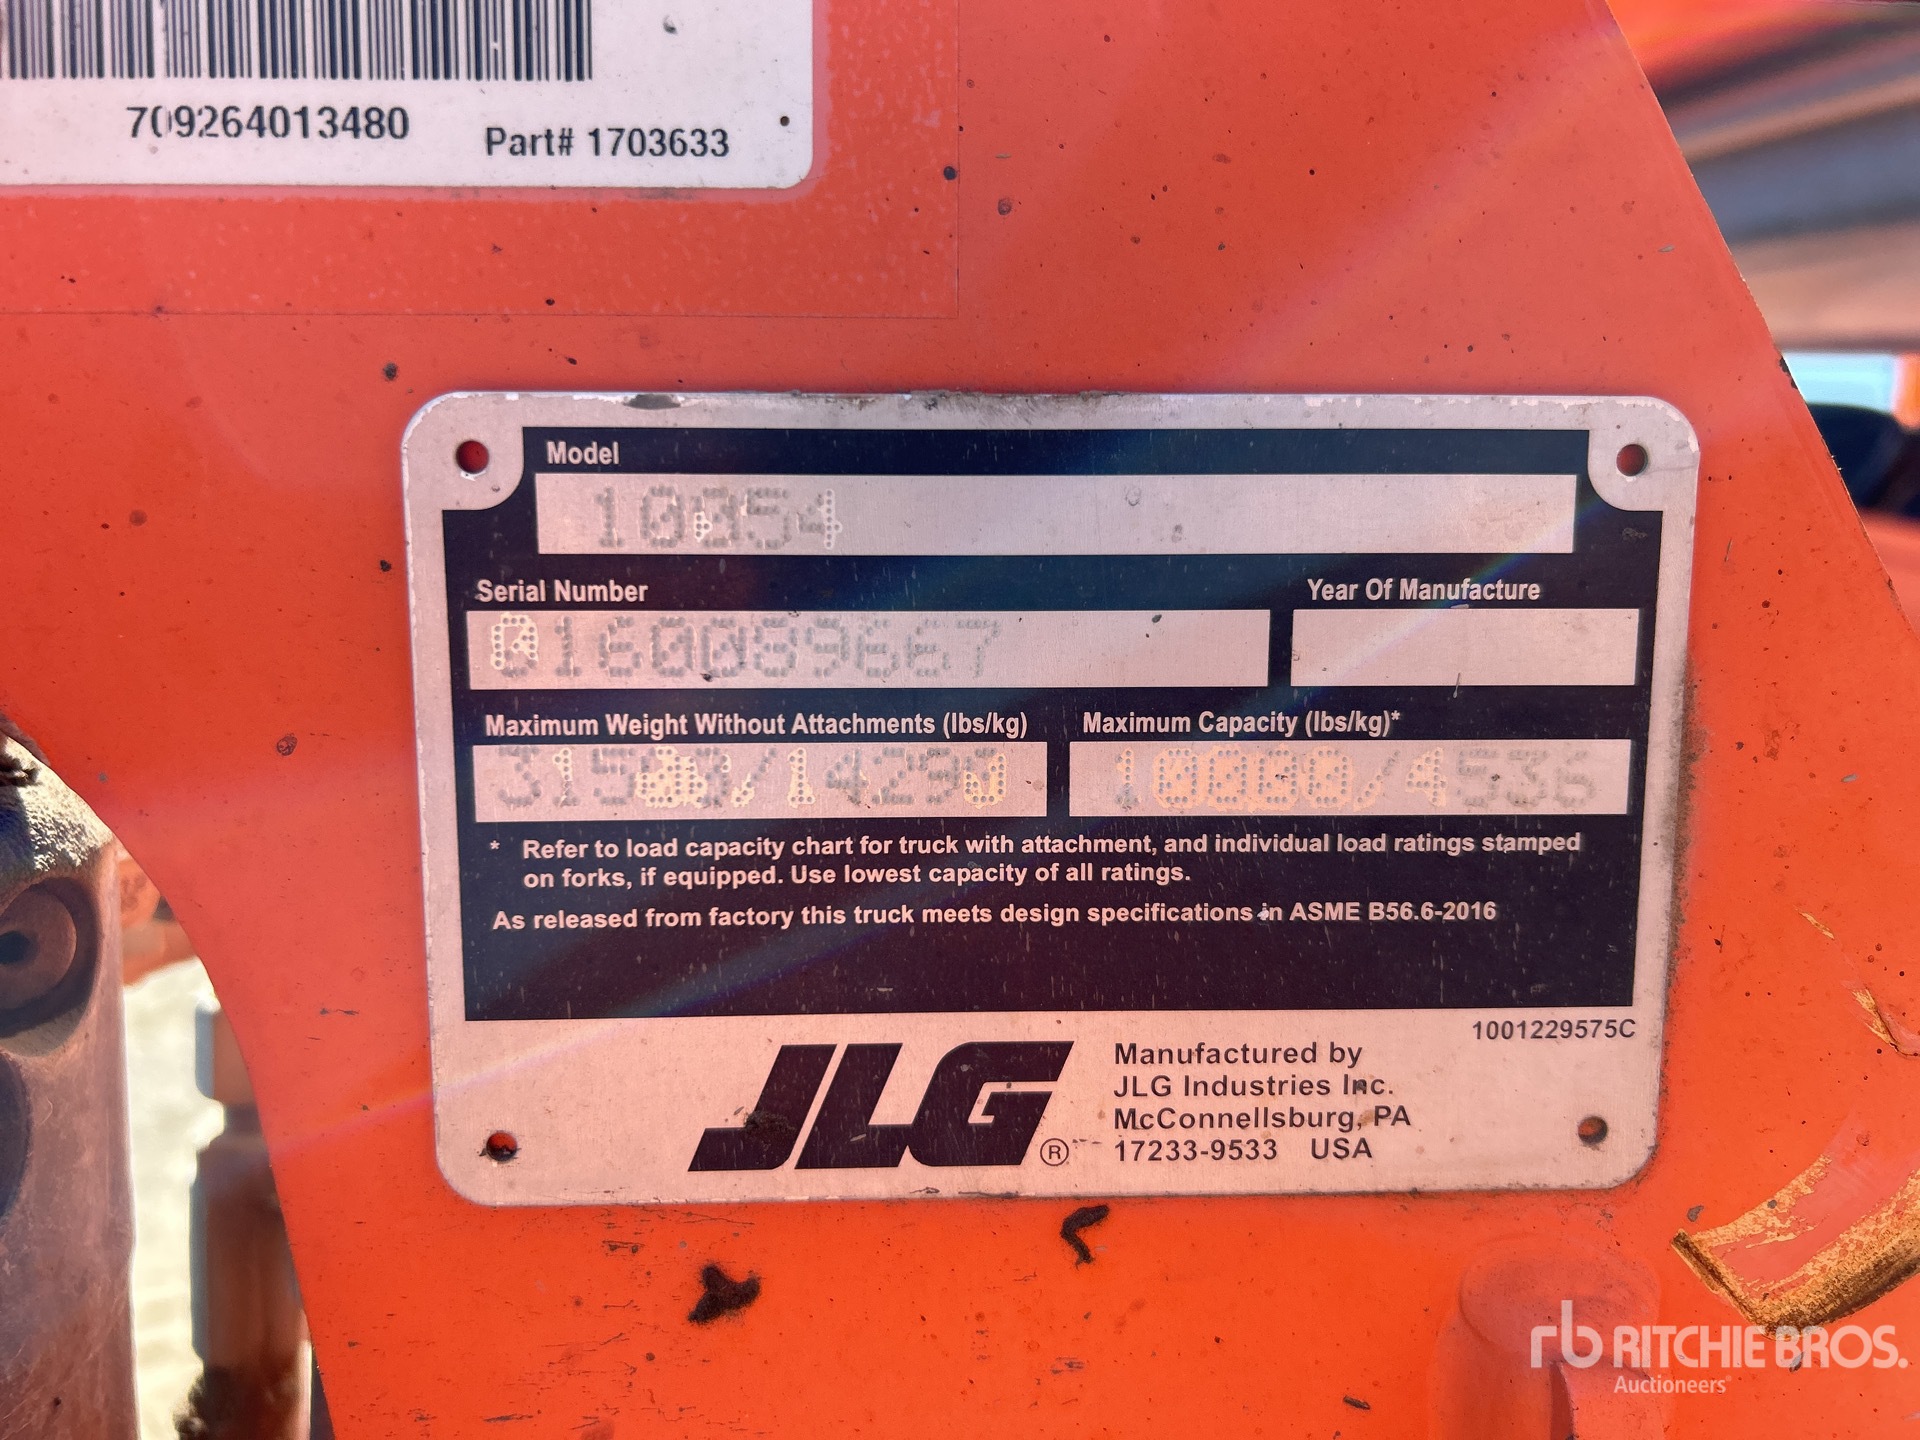 709264013480
Part# 1703633
Model
10054
Serial Number
Year Of Manufacture
0160089667
Maximum Weight Without Attachments (lbs/kg)
Maximum Capacity (lbs/kg)*
31500/14290
10000/4536
* Refer to load capacity chart for truck with attachment, and individual load ratings stamped
on forks, if equipped. Use lowest capacity of all ratings.
As released from factory this truck meets design specifications in ASME B56.6-2016
1001229575C
JLG®
Manufactured by
JLG Industries Inc.
McConnellsburg, PA
17233-9533 USA
rb RITCHIE BROS.
Auctioneers